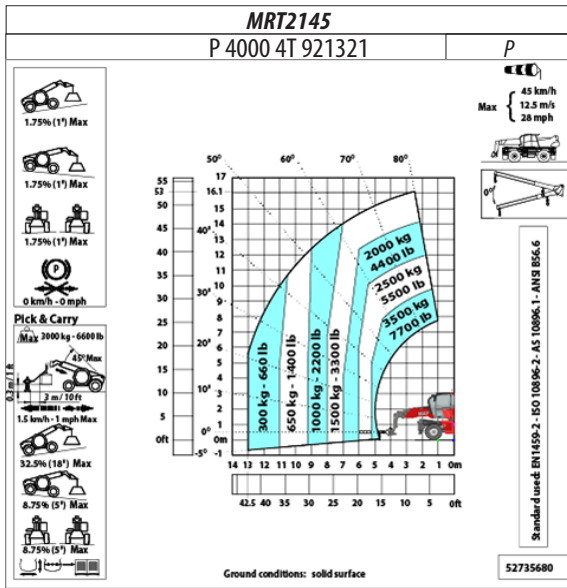 MRT2145
P 4000 4T 921321
P
1.75% (1°) Max
1.75% (1°) Max
1.75% (1°) Max
P
0 km/h - 0 mph
Pick & Carry
Max 3000 kg - 6600 lb
45° Max
0.3 m / 1 ft
3 m / 10 ft
1.5 km/h - 1 mph Max
32.5% (18°) Max
8.75% (5°) Max
8.75% (5°) Max
Max
45 km/h
12.5 m/s
28 mph
0°
50° 60° 70° 80°
40°
30°
20°
10°
0°
-5°
55
53
50
45
40
35
30
25
20
15
10
5
0ft
17
16.1
14
13
12
11
10
9
8
7
6
5
4
3
2
1
0m
-1
300 kg - 660 lb
650 kg - 1400 lb
1000 kg - 2200 lb
1500 kg - 3300 lb
2000 kg
4400 lb
2500 kg
5500 lb
3500 kg
7700 lb
14 13 12 11 10 9 8 7 6 5 4 3 2 1 0m
42.5 40 35 30 25 20 15 10 5 0ft
Ground conditions: solid surface
Standard used: EN1459-2 - ISO 10896-2 - AS 10896.1 - ANSI B56.6
52735680